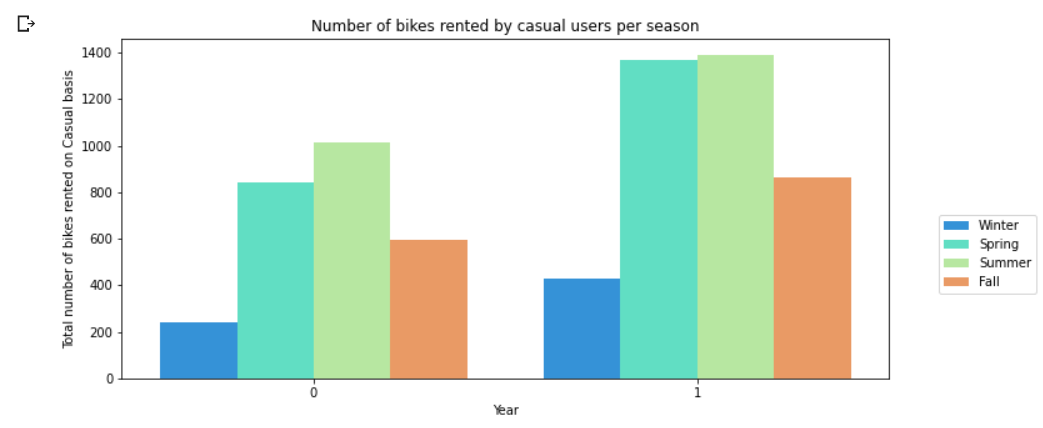 Number of bikes rented by casual users per season
Total number of bikes rented on Casual basis
1400
1200
1000
800
600
400
200
0
0
1
Year
Winter
Spring
Summer
Fall